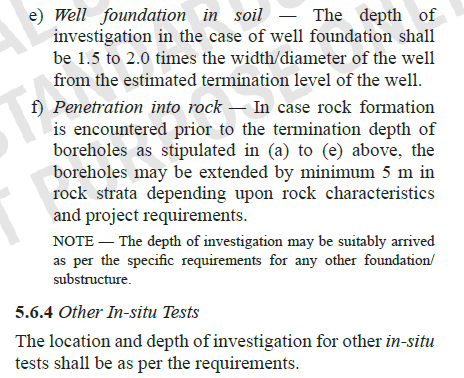 e) Well foundation in soil — The depth of
investigation in the case of well foundation shall
be 1.5 to 2.0 times the width/diameter of the well
from the estimated termination level of the well.
f) Penetration into rock — In case rock formation
is encountered prior to the termination depth of
boreholes as stipulated in (a) to (e) above, the
boreholes may be extended by minimum 5 m in
rock strata depending upon rock characteristics
and project requirements.
NOTE — The depth of investigation may be suitably arrived
as per the specific requirements for any other foundation/
substructure.
5.6.4 Other In-situ Tests
The location and depth of investigation for other in-situ
tests shall be as per the requirements.